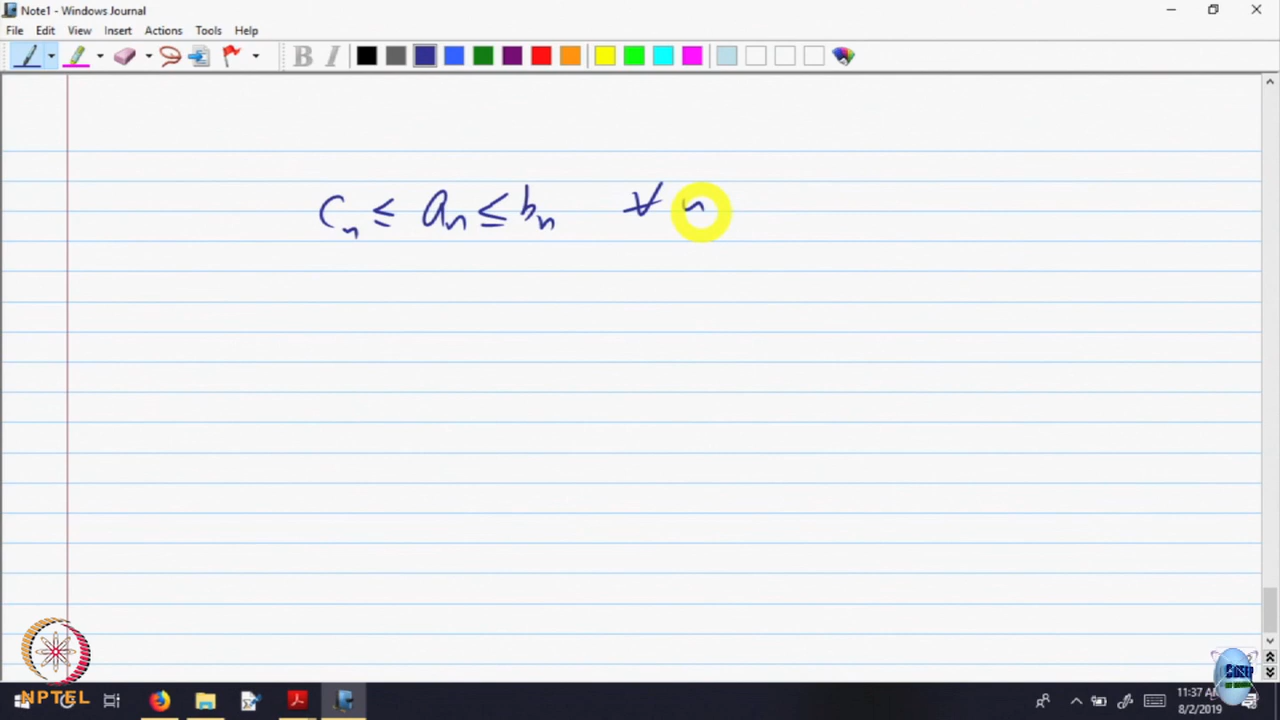 Note1 - Windows Journal
File Edit View Insert Actions Tools Help
B I
Cₙ ≤ aₙ ≤ bₙ ∀ n
NPTEL
11:37 AM
8/2/2019